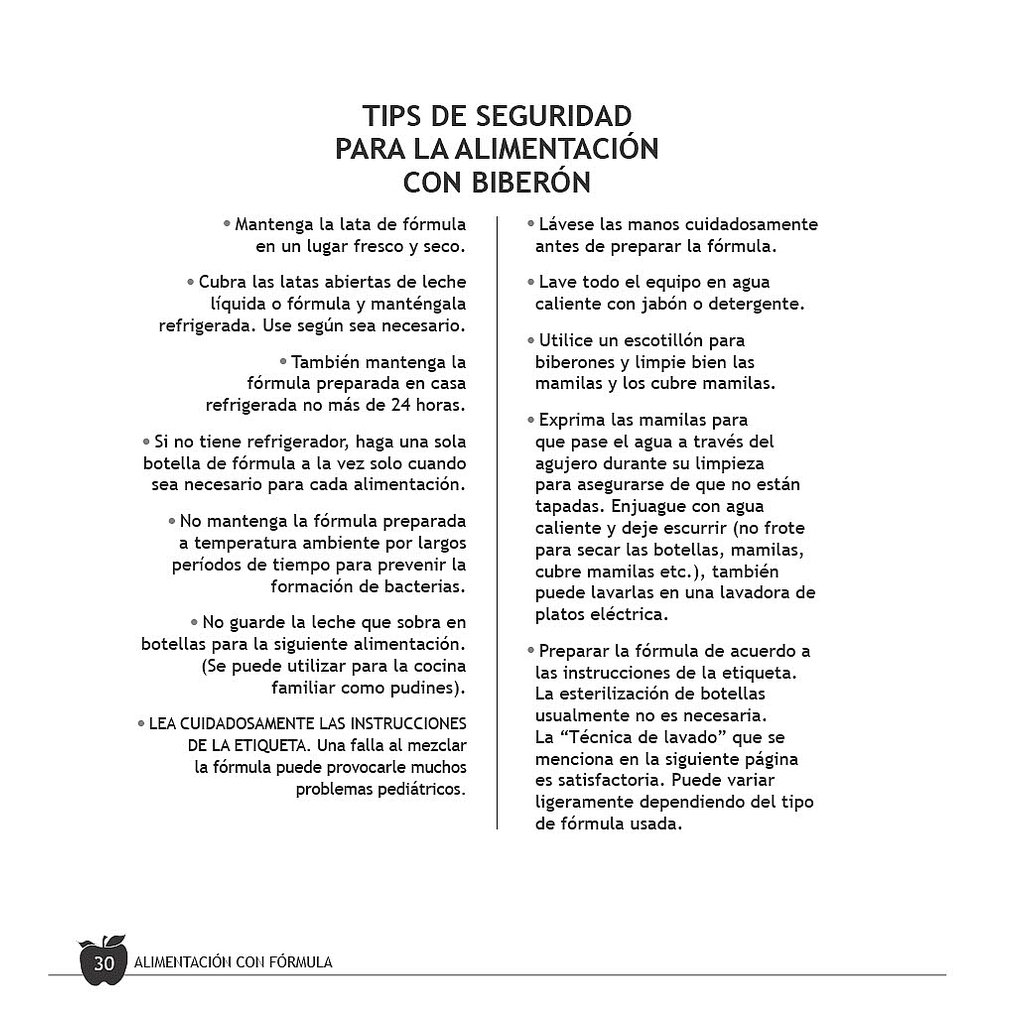 TIPS DE SEGURIDAD
PARA LA ALIMENTACIÓN
CON BIBERÓN
• Mantenga la lata de fórmula
en un lugar fresco y seco.
• Cubra las latas abiertas de leche
líquida o fórmula y manténgala
refrigerada. Use según sea necesario.
• También mantenga la
fórmula preparada en casa
refrigerada no más de 24 horas.
• Si no tiene refrigerador, haga una sola
botella de fórmula a la vez solo cuando
sea necesario para cada alimentación.
• No mantenga la fórmula preparada
a temperatura ambiente por largos
períodos de tiempo para prevenir la
formación de bacterias.
• No guarde la leche que sobra en
botellas para la siguiente alimentación.
(Se puede utilizar para la cocina
familiar como pudines).
• LEA CUIDADOSAMENTE LAS INSTRUCCIONES
DE LA ETIQUETA. Una falla al mezclar
la fórmula puede provocarle muchos
problemas pediátricos.
• Lávese las manos cuidadosamente
antes de preparar la fórmula.
• Lave todo el equipo en agua
caliente con jabón o detergente.
• Utilice un escotillón para
biberones y limpie bien las
mamilas y los cubre mamilas.
• Exprima las mamilas para
que pase el agua a través del
agujero durante su limpieza
para asegurarse de que no están
tapadas. Enjuague con agua
caliente y deje escurrir (no frote
para secar las botellas, mamilas,
cubre mamilas etc.), también
puede lavarlas en una lavadora de
platos eléctrica.
• Preparar la fórmula de acuerdo a
las instrucciones de la etiqueta.
La esterilización de botellas
usualmente no es necesaria.
La “Técnica de lavado” que se
menciona en la siguiente página
es satisfactoria. Puede variar
ligeramente dependiendo del tipo
de fórmula usada.
30 ALIMENTACIÓN CON FÓRMULA